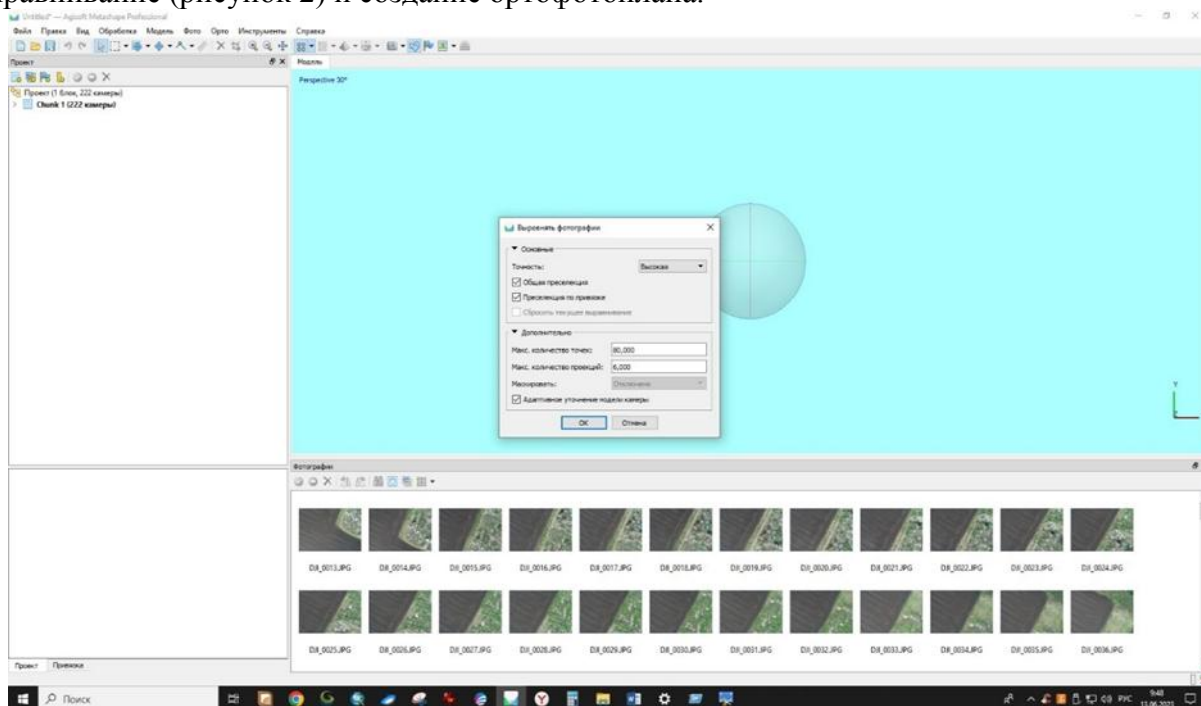 равнивание (рисунок 2) и создание ортофотоплана.
Untitled* — Agisoft Metashape Professional
Файл Правка Вид Обработка Модель Фото Орто Инструменты Справка
Проект
Модель
Perspective 30°
Проект (1 блок, 222 камеры)
Chunk 1 (222 камеры)
Выровнять фотографии
Основные
Точность: Высокая
Общая преселекция
Преселекция по привязке
Сбросить текущее выравнивание
Дополнительно
Макс. количество точек: 80,000
Макс. количество проекций: 6,000
Маскировать: Отключено
Адаптивное уточнение модели камеры
OK Отмена
Y
Фотографии
DJI_0013.JPG DJI_0014.JPG DJI_0015.JPG DJI_0016.JPG DJI_0017.JPG DJI_0018.JPG DJI_0019.JPG DJI_0020.JPG DJI_0021.JPG DJI_0022.JPG DJI_0023.JPG DJI_0024.JPG
DJI_0025.JPG DJI_0026.JPG DJI_0027.JPG DJI_0028.JPG DJI_0029.JPG DJI_0030.JPG DJI_0031.JPG DJI_0032.JPG DJI_0033.JPG DJI_0034.JPG DJI_0035.JPG DJI_0036.JPG
Проект Привязка
Поиск
РУС
9:48